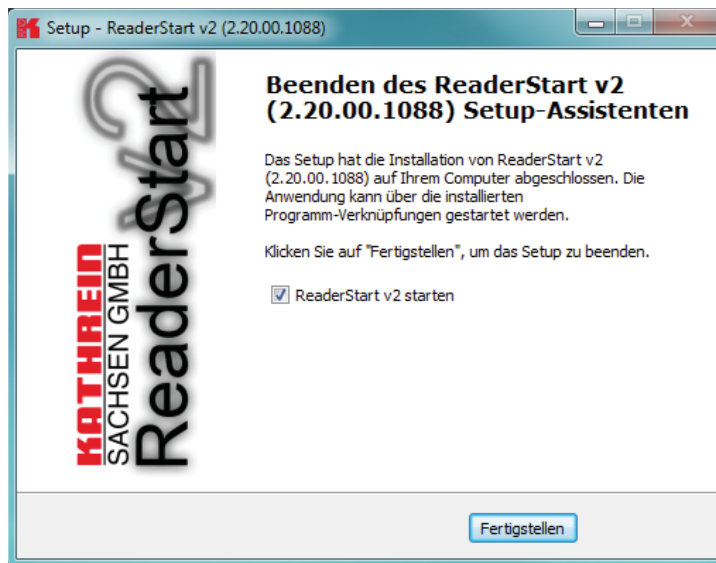 Setup - ReaderStart v2 (2.20.00.1088)
Beenden des ReaderStart v2
(2.20.00.1088) Setup-Assistenten
Das Setup hat die Installation von ReaderStart v2
(2.20.00.1088) auf Ihrem Computer abgeschlossen. Die
Anwendung kann über die installierten
Programm-Verknüpfungen gestartet werden.
Klicken Sie auf "Fertigstellen", um das Setup zu beenden.
ReaderStart v2 starten
KATHREIN
SACHSEN GMBH
ReaderStart
v2
Fertigstellen